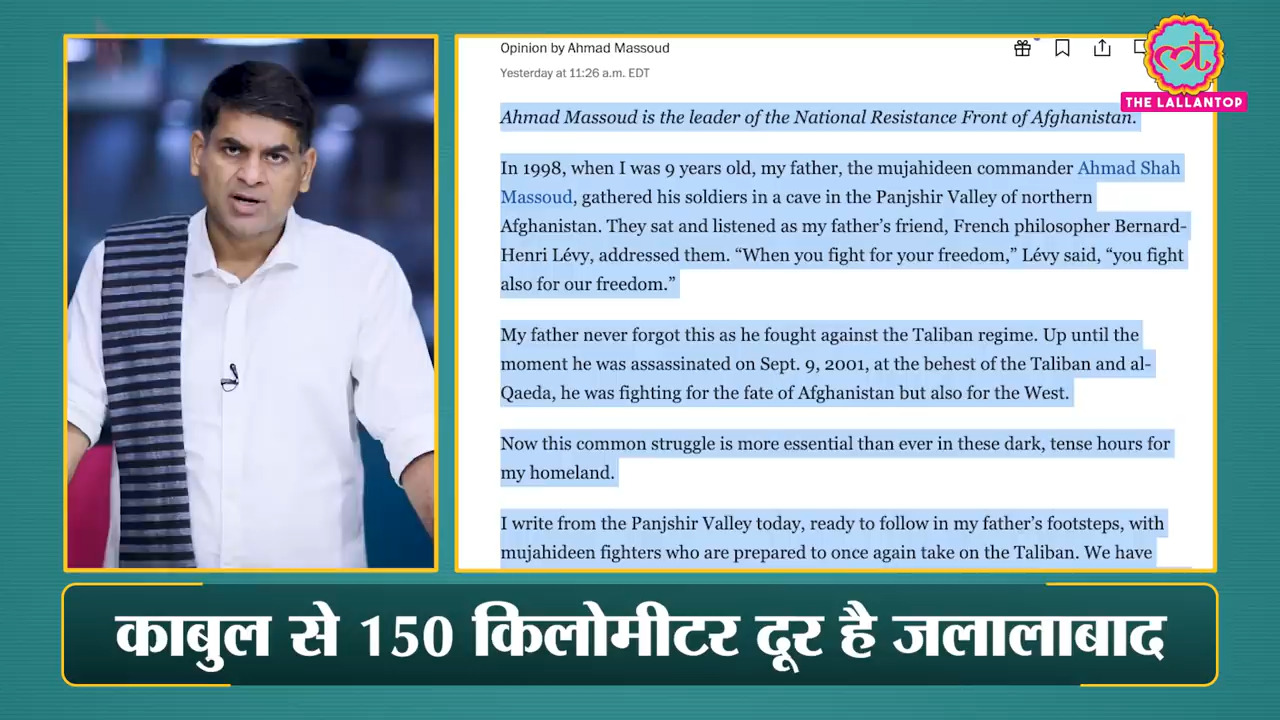 Opinion by Ahmad Massoud
Yesterday at 11:26 a.m. EDT
THE LALLANTOP
Ahmad Massoud is the leader of the National Resistance Front of Afghanistan.
In 1998, when I was 9 years old, my father, the mujahideen commander Ahmad Shah
Massoud, gathered his soldiers in a cave in the Panjshir Valley of northern
Afghanistan. They sat and listened as my father’s friend, French philosopher Bernard-
Henri Lévy, addressed them. “When you fight for your freedom,” Lévy said, “you fight
also for our freedom.”
My father never forgot this as he fought against the Taliban regime. Up until the
moment he was assassinated on Sept. 9, 2001, at the behest of the Taliban and al-
Qaeda, he was fighting for the fate of Afghanistan but also for the West.
Now this common struggle is more essential than ever in these dark, tense hours for
my homeland.
I write from the Panjshir Valley today, ready to follow in my father’s footsteps, with
mujahideen fighters who are prepared to once again take on the Taliban. We have
काबुल से 150 किलोमीटर दूर है जलालाबाद